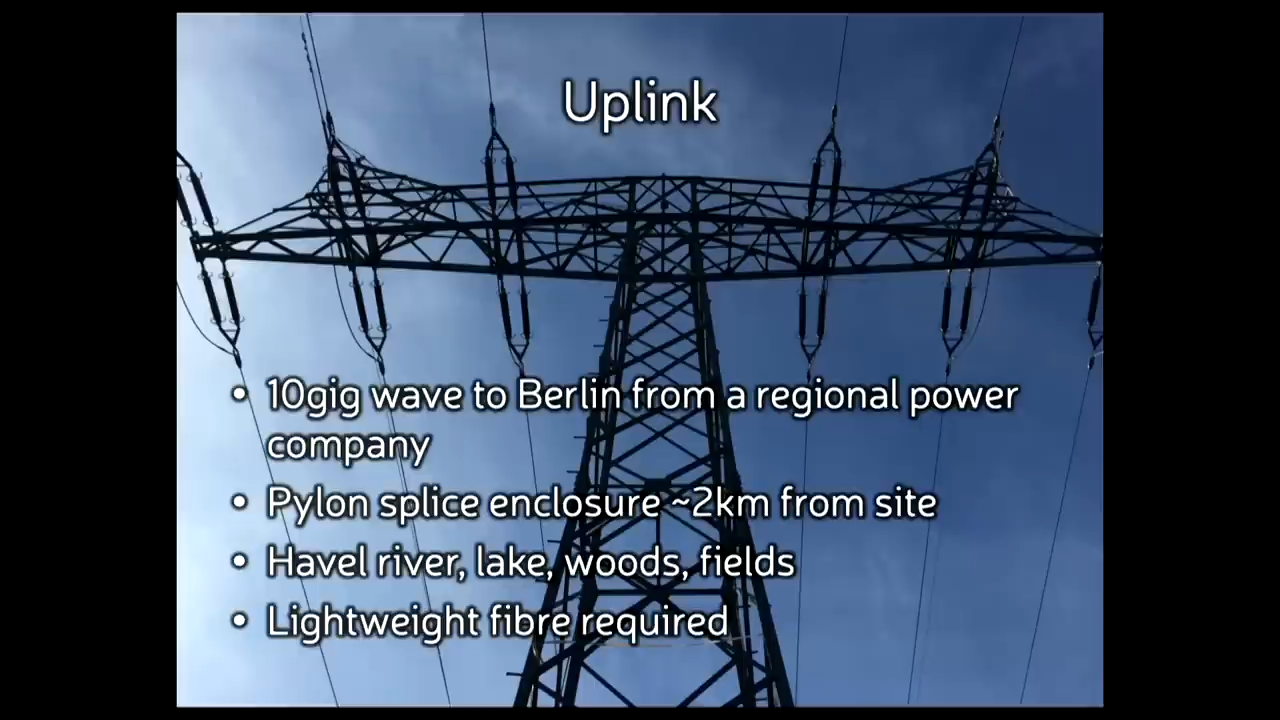 Uplink
• 10gig wave to Berlin from a regional power
company
• Pylon splice enclosure ~2km from site
• Havel river, lake, woods, fields
• Lightweight fibre required